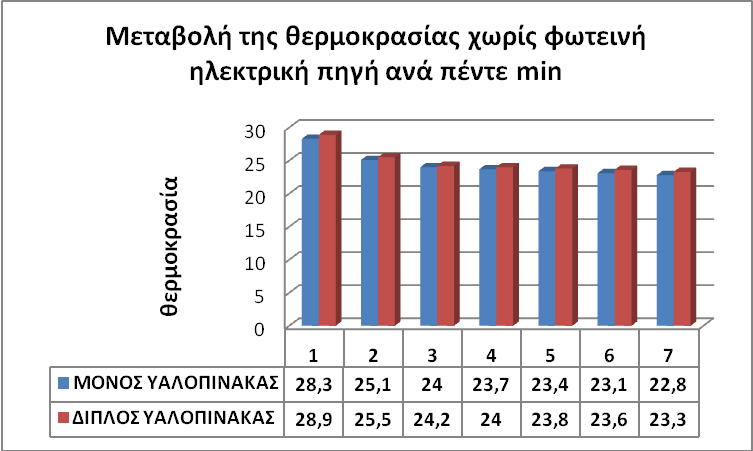 Μεταβολή της θερμοκρασίας χωρίς φωτεινή
ηλεκτρική πηγή ανά πέντε min
θερμοκρασία
30
25
20
15
10
5
0
1 2 3 4 5 6 7
ΜΟΝΟΣ ΥΑΛΟΠΙΝΑΚΑΣ 28,3 25,1 24 23,7 23,4 23,1 22,8
ΔΙΠΛΟΣ ΥΑΛΟΠΙΝΑΚΑΣ 28,9 25,5 24,2 24 23,8 23,6 23,3